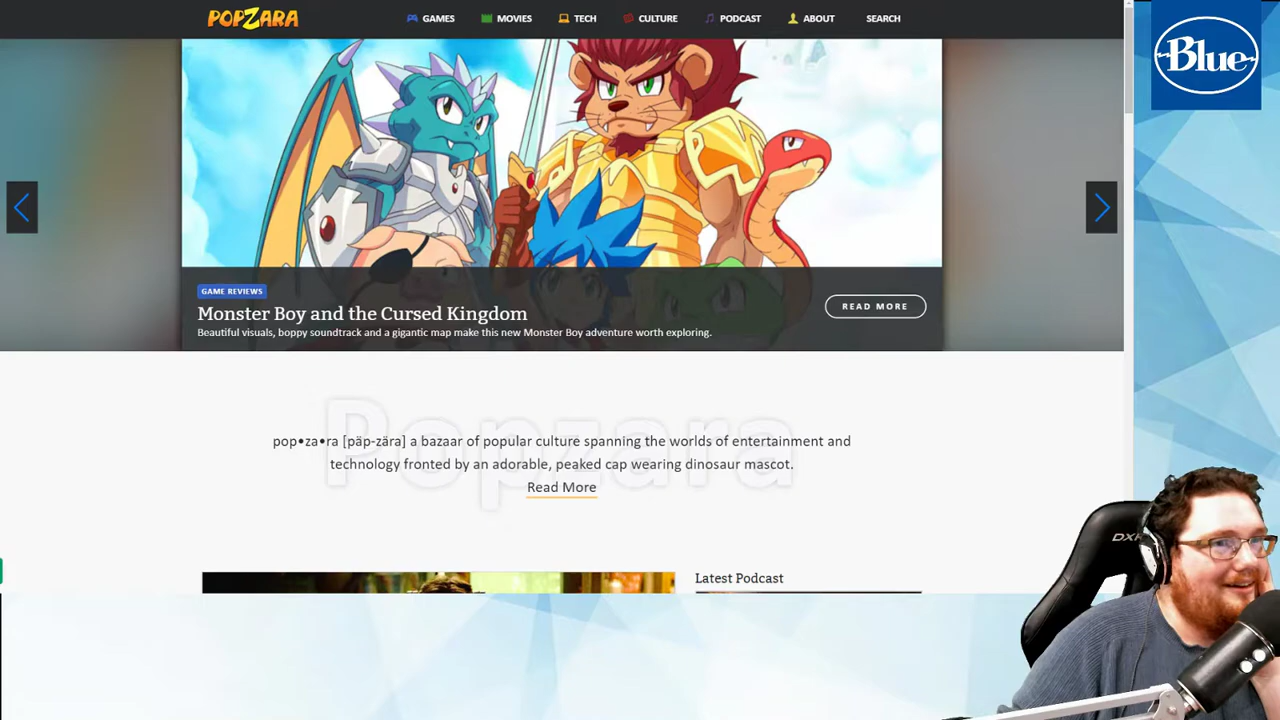 POPZARA
GAMES
MOVIES
TECH
CULTURE
PODCAST
ABOUT
SEARCH
Blue
GAME REVIEWS
Monster Boy and the Cursed Kingdom
Beautiful visuals, boppy soundtrack and a gigantic map make this new Monster Boy adventure worth exploring.
READ MORE
Popzara
pop•za•ra [päp-zära] a bazaar of popular culture spanning the worlds of entertainment and
technology fronted by an adorable, peaked cap wearing dinosaur mascot.
Read More
Latest Podcast